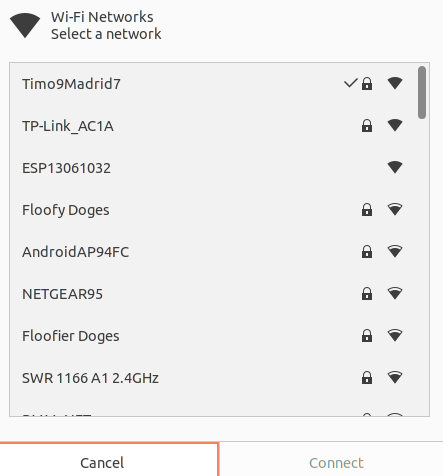 Wi-Fi Networks
Select a network
Timo9Madrid7
TP-Link_AC1A
ESP13061032
Floofy Doges
AndroidAP94FC
NETGEAR95
Floofier Doges
SWR 1166 A1 2.4GHz
Cancel
Connect